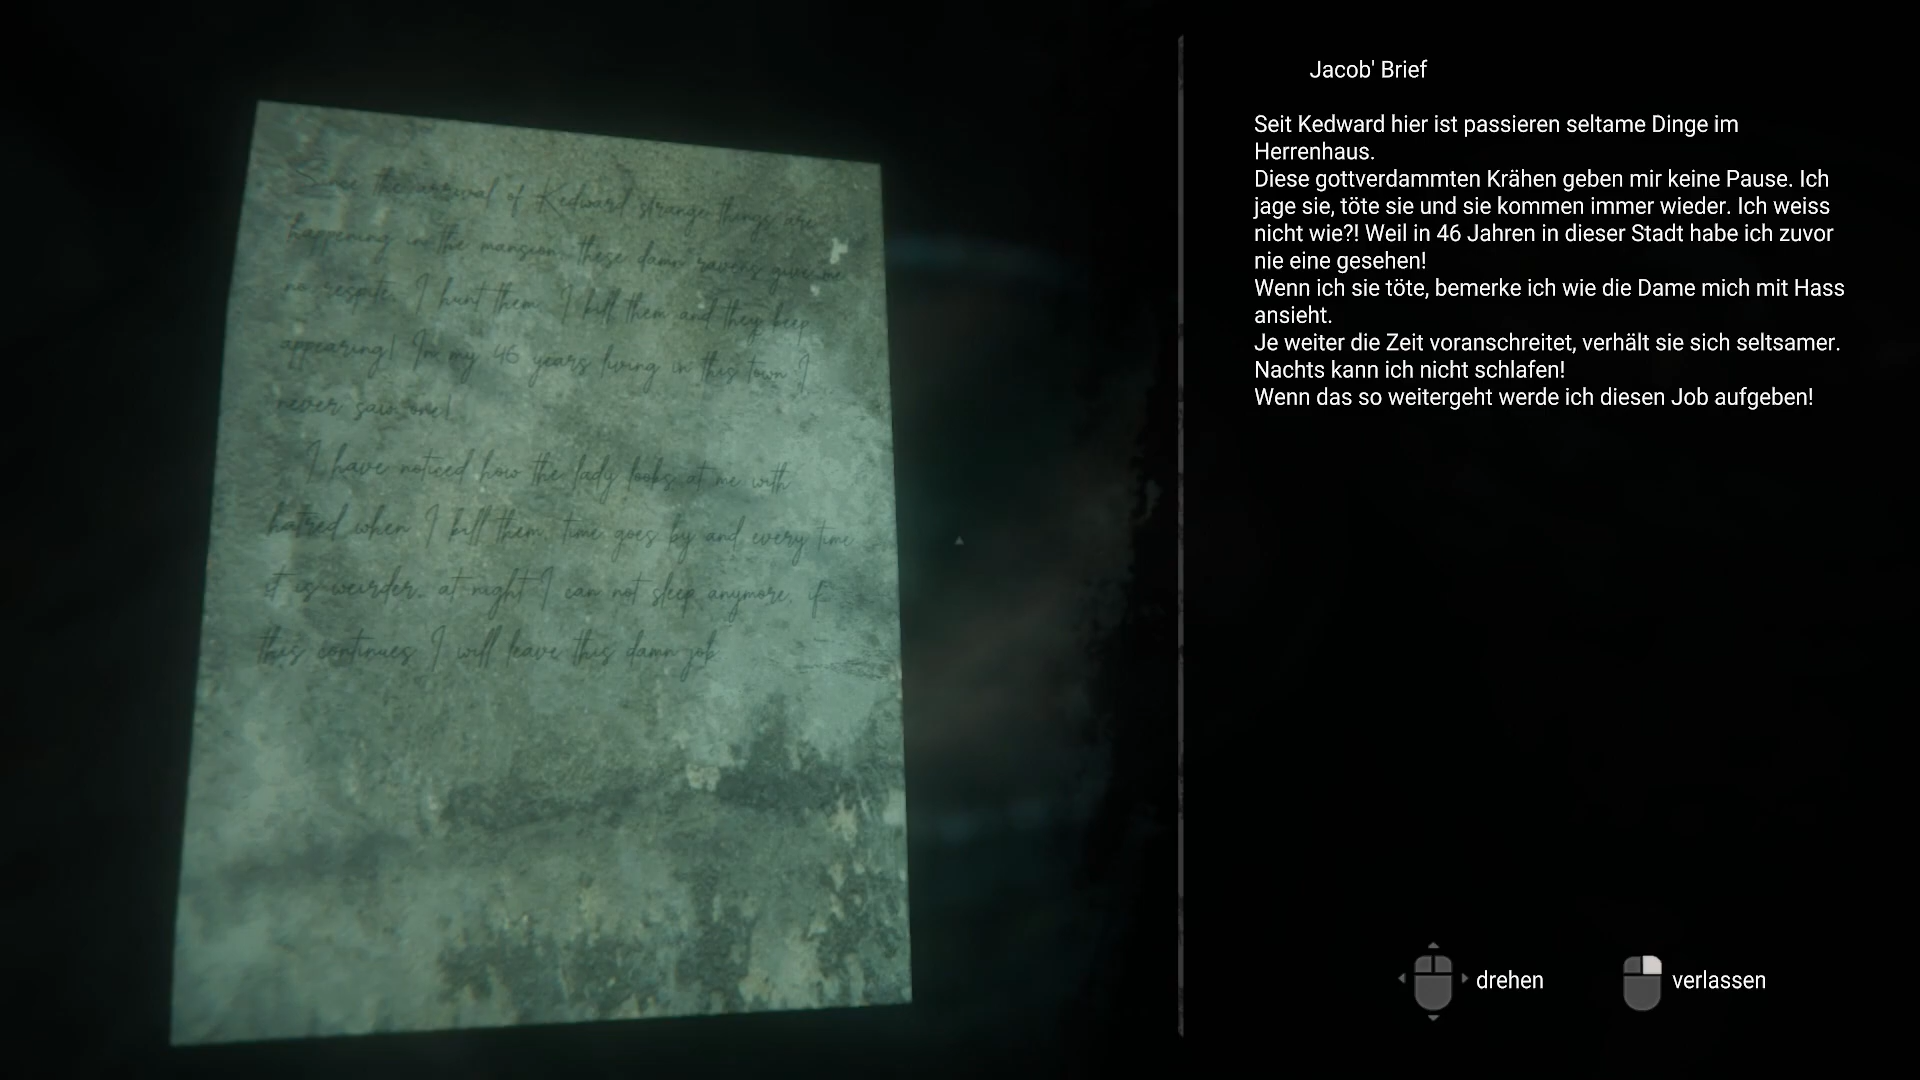 Since the arrival of Kedward strange things are
happening in the mansion, these damn ravens give me
no respite. I hunt them, I kill them and they keep
appearing! In my 46 years living in this town I
never saw one!
I have noticed how the lady looks at me with
hatred when I kill them, time goes by and every time
it is weirder, at night I can not sleep anymore, if
this continues I will leave this damn job
Jacob' Brief
Seit Kedward hier ist passieren seltame Dinge im
Herrenhaus.
Diese gottverdammten Krähen geben mir keine Pause. Ich
jage sie, töte sie und sie kommen immer wieder. Ich weiss
nicht wie?! Weil in 46 Jahren in dieser Stadt habe ich zuvor
nie eine gesehen!
Wenn ich sie töte, bemerke ich wie die Dame mich mit Hass
ansieht.
Je weiter die Zeit voranschreitet, verhält sie sich seltsamer.
Nachts kann ich nicht schlafen!
Wenn das so weitergeht werde ich diesen Job aufgeben!
drehen
verlassen